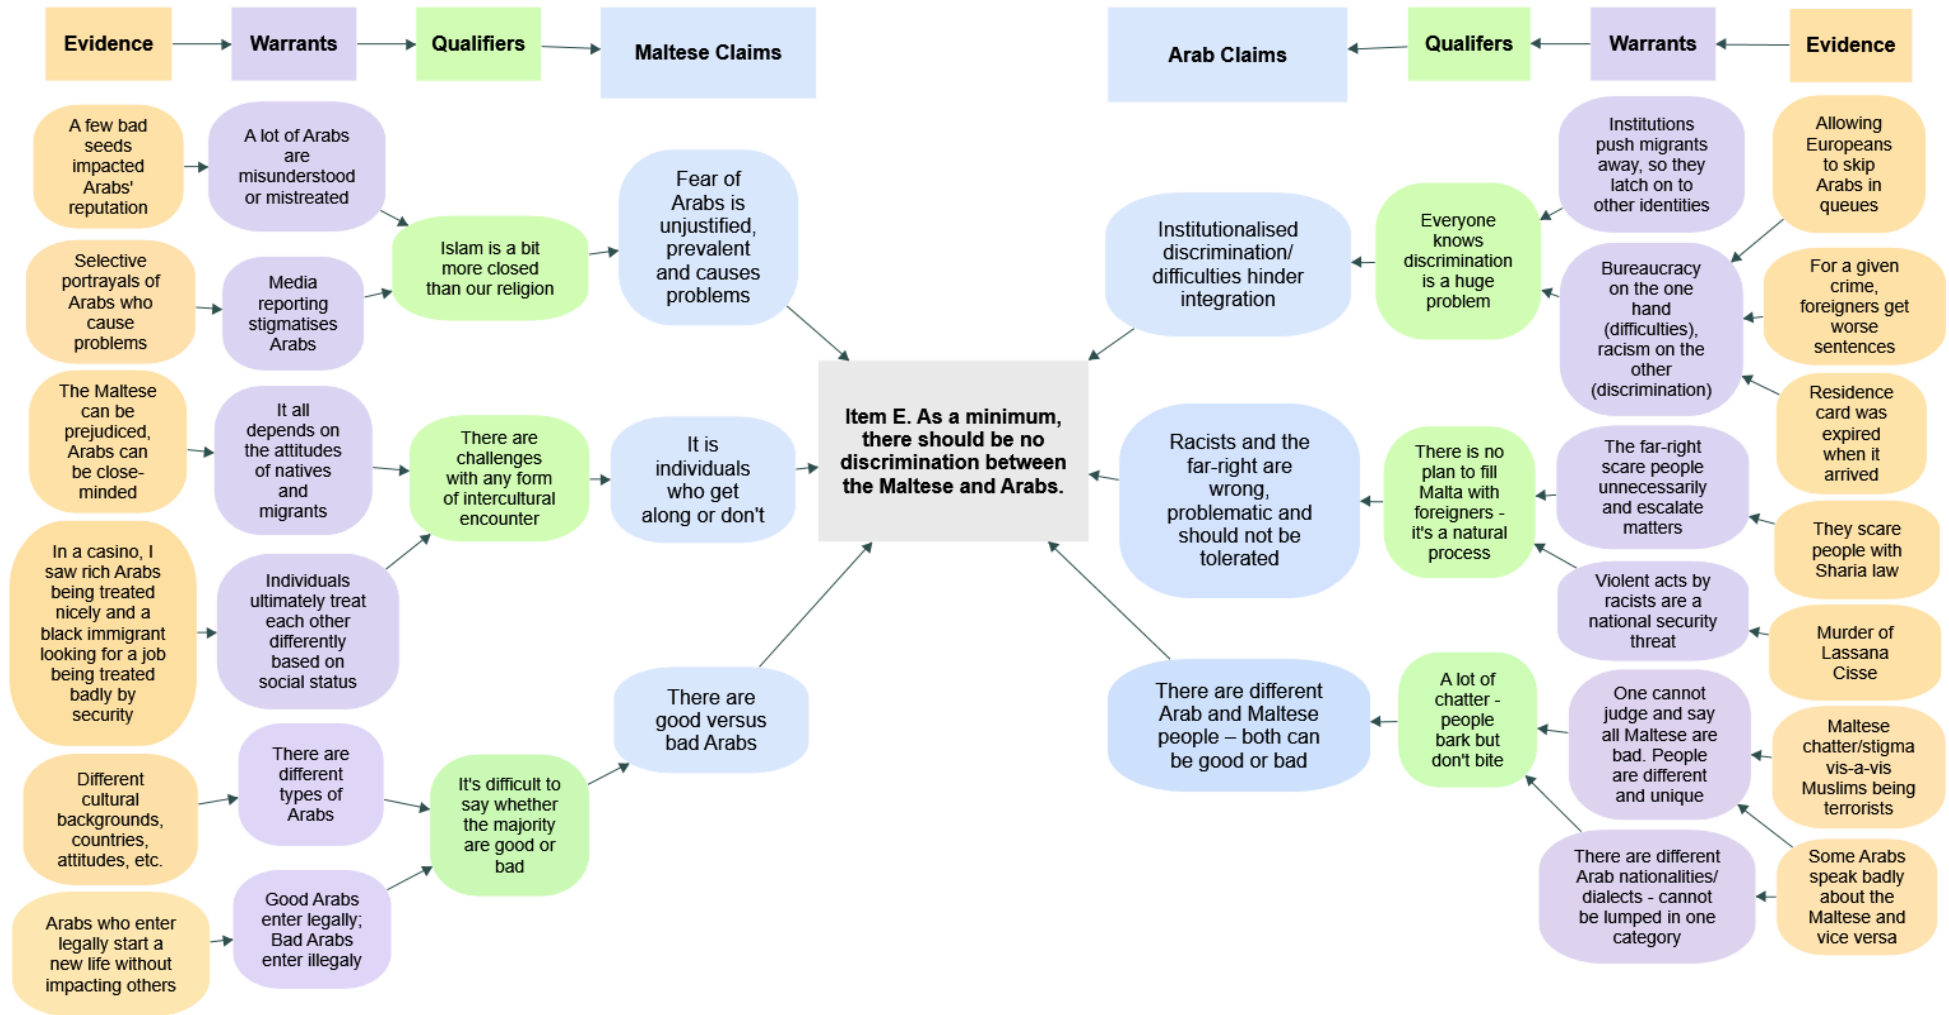 Evidence
Warrants
Qualifiers
Maltese Claims
Arab Claims
Qualifers
Warrants
Evidence
A few bad
seeds
impacted
Arabs'
reputation
A lot of Arabs
are
misunderstood
or mistreated
Selective
portrayals of
Arabs who
cause
problems
Media
reporting
stigmatises
Arabs
Islam is a bit
more closed
than our religion
Fear of
Arabs is
unjustified,
prevalent
and causes
problems
The Maltese
can be
prejudiced,
Arabs can
be close-
minded
It all
depends on
the attitudes
of natives
and
migrants
In a casino, I
saw rich Arabs
being treated
nicely and a
black immigrant
looking for a job
being treated
badly by
security
Individuals
ultimately treat
each other
differently
based on
social status
There are
challenges
with any form
of intercultural
encounter
It is
individuals
who get
along or don't
Different
cultural
backgrounds,
countries,
attitudes, etc.
There are
different
types of
Arabs
Arabs who enter
legally start a
new life without
impacting others
Good Arabs
enter legally;
Bad Arabs
enter illegaly
It's difficult to
say whether
the majority
are good or
bad
There are
good versus
bad Arabs
Item E. As a minimum,
there should be no
discrimination between
the Maltese and Arabs.
Institutionalised
discrimination/
difficulties hinder
integration
Everyone
knows
discrimination
is a huge
problem
Institutions
push migrants
away, so they
latch on to
other identities
Bureaucracy
on the one
hand
(difficulties),
racism on the
other
(discrimination)
Allowing
Europeans
to skip
Arabs in
queues
For a given
crime,
foreigners get
worse
sentences
Residence
card was
expired
when it
arrived
Racists and the
far-right are
wrong,
problematic and
should not be
tolerated
There is no
plan to fill
Malta with
foreigners -
it's a natural
process
The far-right
scare people
unnecessarily
and escalate
matters
Violent acts by
racists are a
national security
threat
They scare
people with
Sharia law
Murder of
Lassana
Cisse
There are different
Arab and Maltese
people – both can
be good or bad
A lot of
chatter -
people
bark but
don't bite
One cannot
judge and say
all Maltese are
bad. People
are different
and unique
There are different
Arab nationalities/
dialects - cannot
be lumped in one
category
Maltese
chatter/stigma
vis-a-vis
Muslims being
terrorists
Some Arabs
speak badly
about the
Maltese and
vice versa